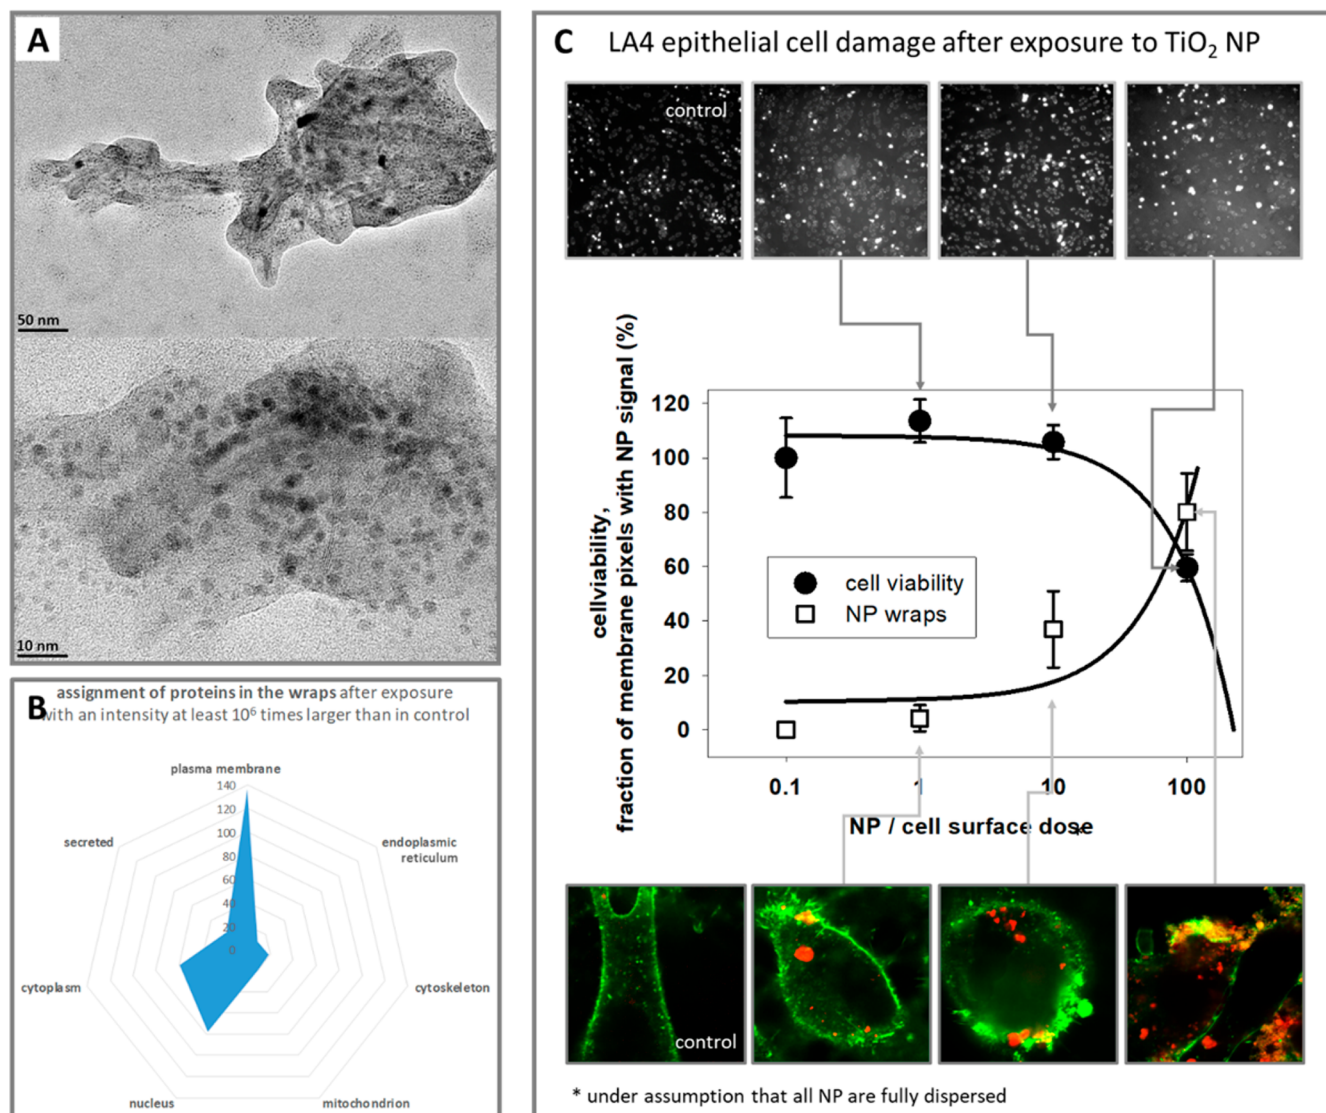 A
50 nm
10 nm
B
assignment of proteins in the wraps after exposure
with an intensity at least 10⁶ times larger than in control
plasma membrane
140
120
100
80
60
40
20
0
endoplasmic
reticulum
cytoskeleton
mitochondrion
nucleus
cytoplasm
secreted
C
LA4 epithelial cell damage after exposure to TiO₂ NP
control
cellviability,
fraction of membrane pixels with NP signal (%)
120
100
80
60
40
20
0
cell viability
NP wraps
0.1
1
10
100
NP / cell surface dose*
control
* under assumption that all NP are fully dispersed